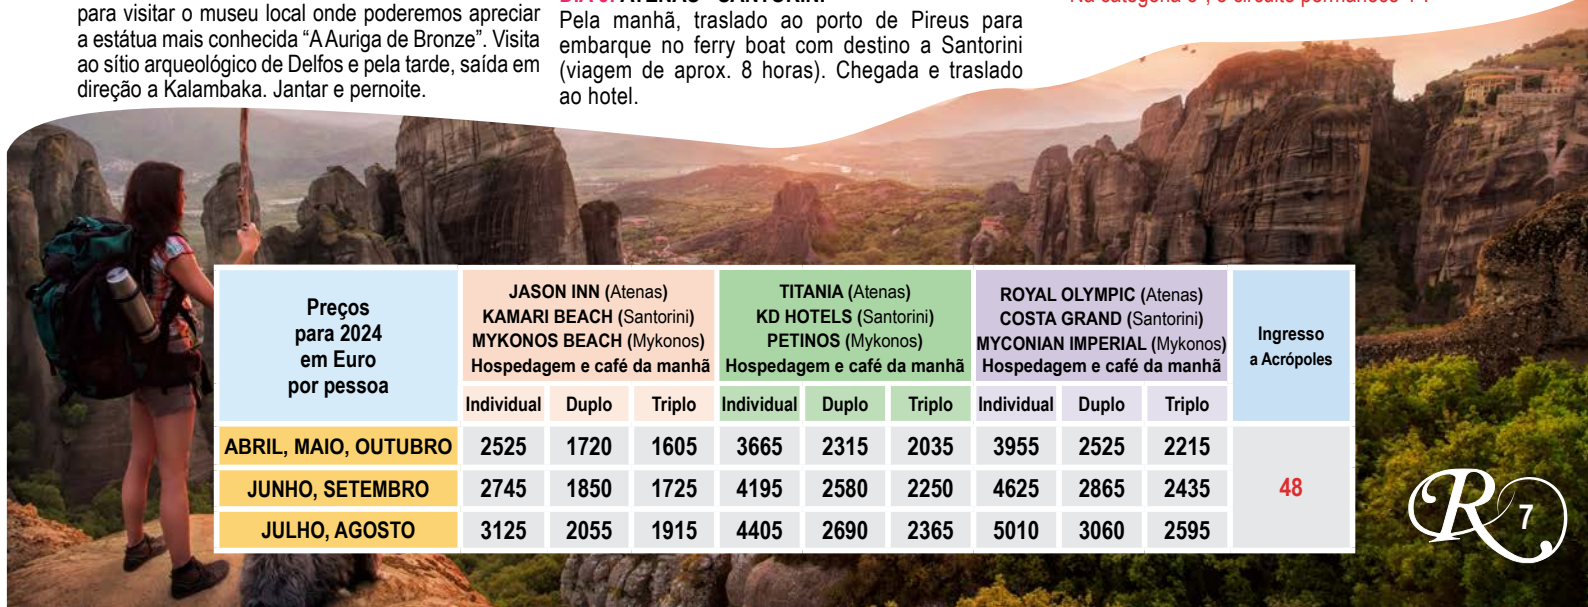 para visitar o museu local onde poderemos apreciar
a estátua mais conhecida “A Auriga de Bronze”. Visita
ao sítio arqueológico de Delfos e pela tarde, saída em
direção a Kalambaka. Jantar e pernoite.
ATENAS - SANTORINI
Pela manhã, traslado ao porto de Pireus para
embarque no ferry boat com destino a Santorini
(viagem de aprox. 8 horas). Chegada e traslado
ao hotel.
Preços
para 2024
em Euro
por pessoa
JASON INN (Atenas)
KAMARI BEACH (Santorini)
MYKONOS BEACH (Mykonos)
Hospedagem e café da manhã
TITANIA (Atenas)
KD HOTELS (Santorini)
PETINOS (Mykonos)
Hospedagem e café da manhã
ROYAL OLYMPIC (Atenas)
COSTA GRAND (Santorini)
MYCONIAN IMPERIAL (Mykonos)
Hospedagem e café da manhã
Ingresso
a Acrópoles
Individual Duplo Triplo Individual Duplo Triplo Individual Duplo Triplo
ABRIL, MAIO, OUTUBRO 2525 1720 1605 3665 2315 2035 3955 2525 2215
JUNHO, SETEMBRO 2745 1850 1725 4195 2580 2250 4625 2865 2435 48
JULHO, AGOSTO 3125 2055 1915 4405 2690 2365 5010 3060 2595
R 7